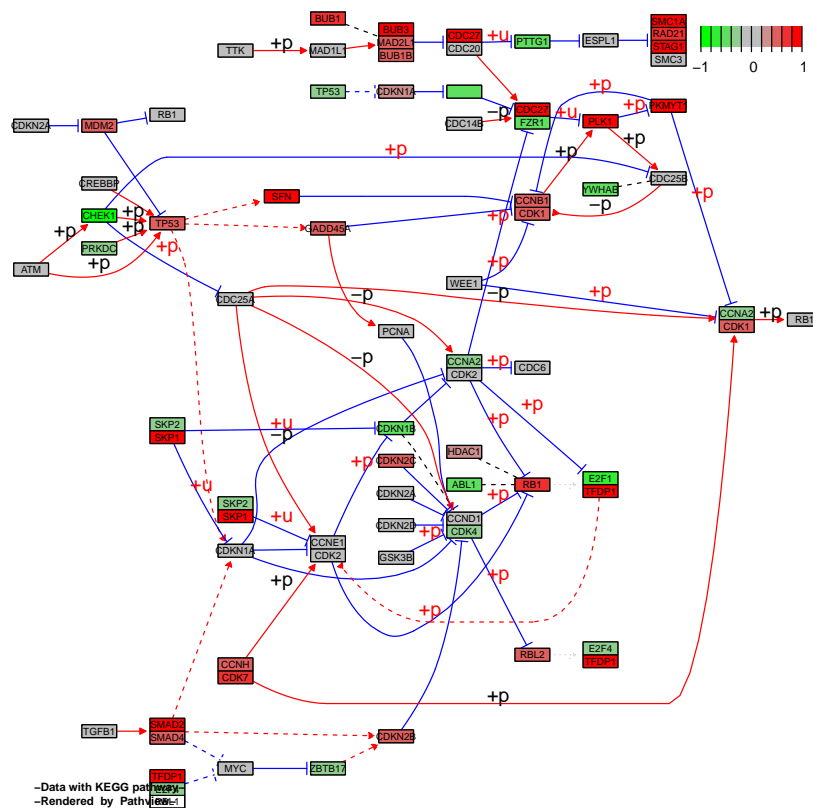 BUB1
SMC1A
BUB3
CDC27
RAD21
TTK
+p
MAD1L1
MAD2L1
+u
PTTG1
ESPL1
STAG1
CDC20
BUB1B
SMC3
−1
0
1
TP53
CDKN1A
+p
CDC27
−p
+u
+p
PKMYT
RB1
CDKN2A
MDM2
CDC14B
FZR1
PLK1
+p
+p
+p
CREBBP
CDC25B
+p
YWHAB
CHEK1
+p
SFN
CCNB1
−p
TP53
+p
GADD45A
CDK1
+p
+p
PRKDC
+p
ATM
+p
+p
+p
WEE1
−p
+p
CDC25A
CCNA2
+p
RB1
CDK1
PCNA
−p
CCNA2
+p
CDC6
CDK2
+p
+p
SKP2
+u
CDKN1B
SKP1
−p
HDAC1
+p
CDKN2C
+u
ABL1
RB1
E2F1
SKP2
CDKN2A
+p
TFDP1
SKP1
+u
CCND1
CDKN2D
+p
CDK4
CCNE1
CDKN1A
CDK2
GSK3B
+p
+p
+p
E2F4
RBL2
TFDP1
CCNH
CDK7
+p
SMAD2
TGFB1
SMAD4
CDKN2B
MYC
ZBTB17
TFDP1
−Data with KEGG pathway−
−Rendered by Pathview−